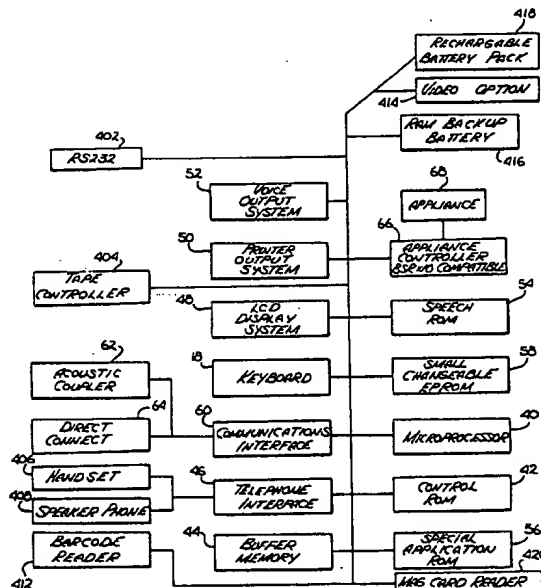 418
RECHARGABLE
BATTERY PACK
414
VIDEO OPTION
RAM BACKUP
BATTERY
416
402
RS232
52
VOICE
OUTPUT
SYSTEM
68
APPLIANCE
50
PRINTER
OUTPUT
SYSTEM
66
APPLIANCE
CONTROLLER
COMPATIBLE
404
TAPE
CONTROLLER
48
LCD
DISPLAY
SYSTEM
54
SPEECH
ROM
62
ACOUSTIC
COUPLER
18
KEYBOARD
58
SMALL
CHANGEABLE
EPROM
64
DIRECT
CONNECT
60
COMMUNICATIONS
INTERFACE
40
MICROPROCESSOR
406
HANDSET
408
SPEAKER PHONE
46
TELEPHONE
INTERFACE
42
CONTROL
ROM
BARCODE
READER
412
44
BUFFER
MEMORY
56
SPECIAL
APPLICATION
ROM
420
MAG CARD READER